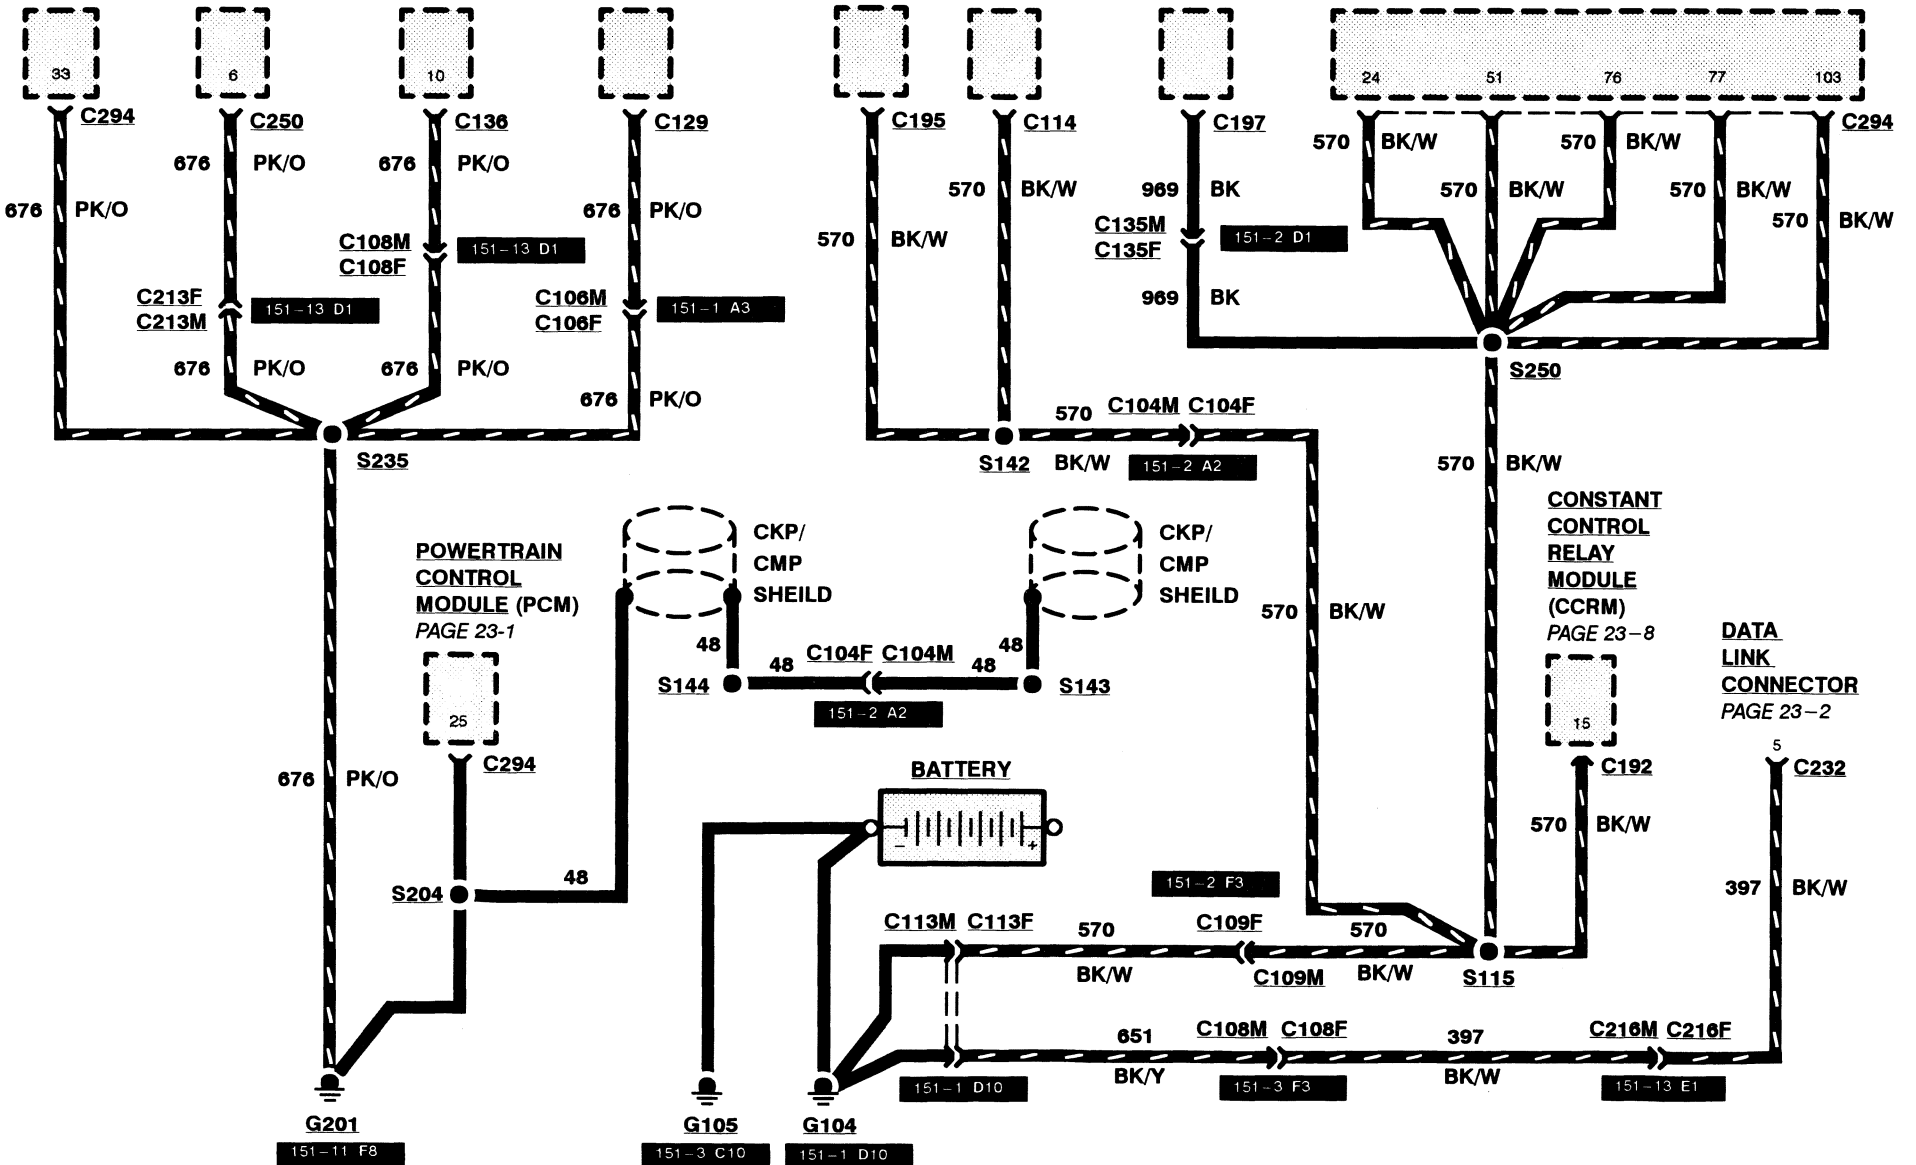 33
6
10
24
51
76
77
103
C294
C250
C136
C129
C195
C114
C197
C294
676
PK/O
676
PK/O
570
BK/W
570
BK/W
676
PK/O
676
PK/O
570
BK/W
969
BK
570
BK/W
570
BK/W
570
BK/W
C108M
C108F
151-13 D1
570
BK/W
C135M
C135F
151-2 D1
C213F
C213M
151-13 D1
C106M
C106F
151-1 A3
969
BK
676
PK/O
676
PK/O
676
PK/O
S250
570
C104M
C104F
S235
S142
BK/W
151-2 A2
570
BK/W
POWERTRAIN
CONTROL
MODULE (PCM)
PAGE 23-1
CKP/
CMP
SHEILD
CKP/
CMP
SHEILD
CONSTANT
CONTROL
RELAY
MODULE
(CCRM)
PAGE 23-8
570
BK/W
DATA
LINK
CONNECTOR
PAGE 23-2
48
48
C104F
C104M
48
48
S144
S143
151-2 A2
25
15
5
C294
C192
C232
676
PK/O
BATTERY
-
+
570
BK/W
S204
48
151-2 F3
397
BK/W
C113M
C113F
570
BK/W
C109F
C109M
570
BK/W
S115
651
BK/Y
C108M
C108F
397
BK/W
C216M
C216F
151-1 D10
151-3 F3
151-13 E1
G201
G105
G104
151-11 F8
151-3 C10
151-1 D10